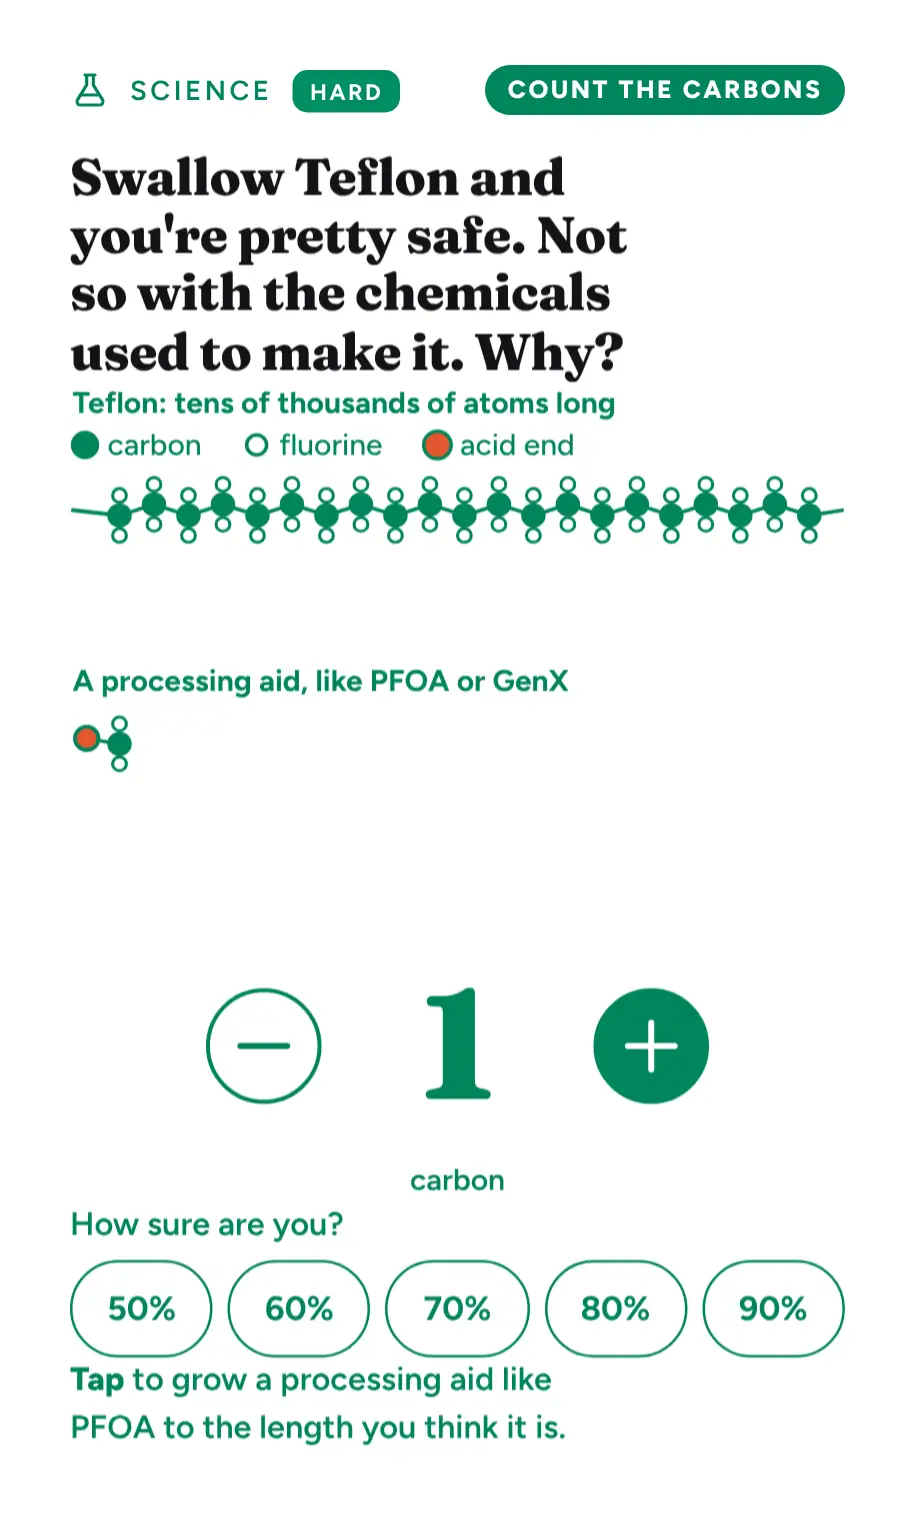 SCIENCE HARD COUNT THE CARBONS
Swallow Teflon and
you're pretty safe. Not
so with the chemicals
used to make it. Why?
Teflon: tens of thousands of atoms long
carbon fluorine acid end
A processing aid, like PFOA or GenX
1
carbon
How sure are you?
50% 60% 70% 80% 90%
Tap to grow a processing aid like
PFOA to the length you think it is.